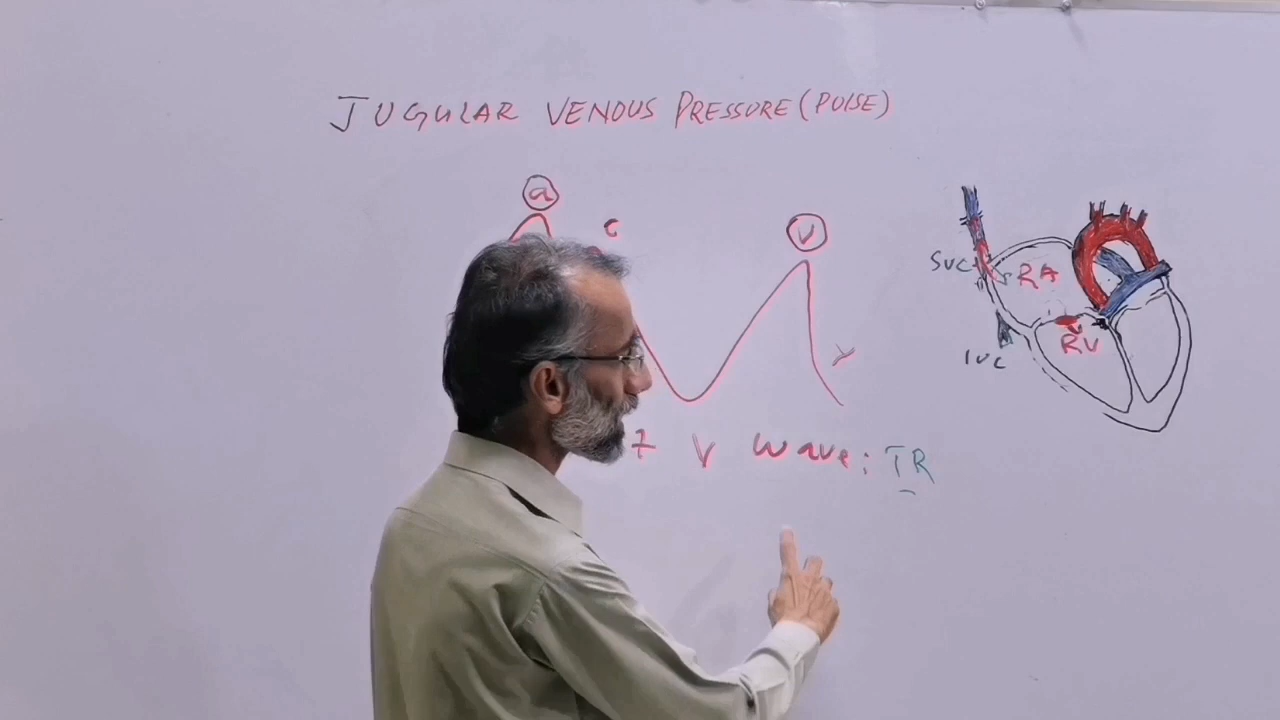 JUGULAR VENOUS PRESSURE (PULSE)
a
c
v
y
V wave: TR
SVC
RA
RV
IVC